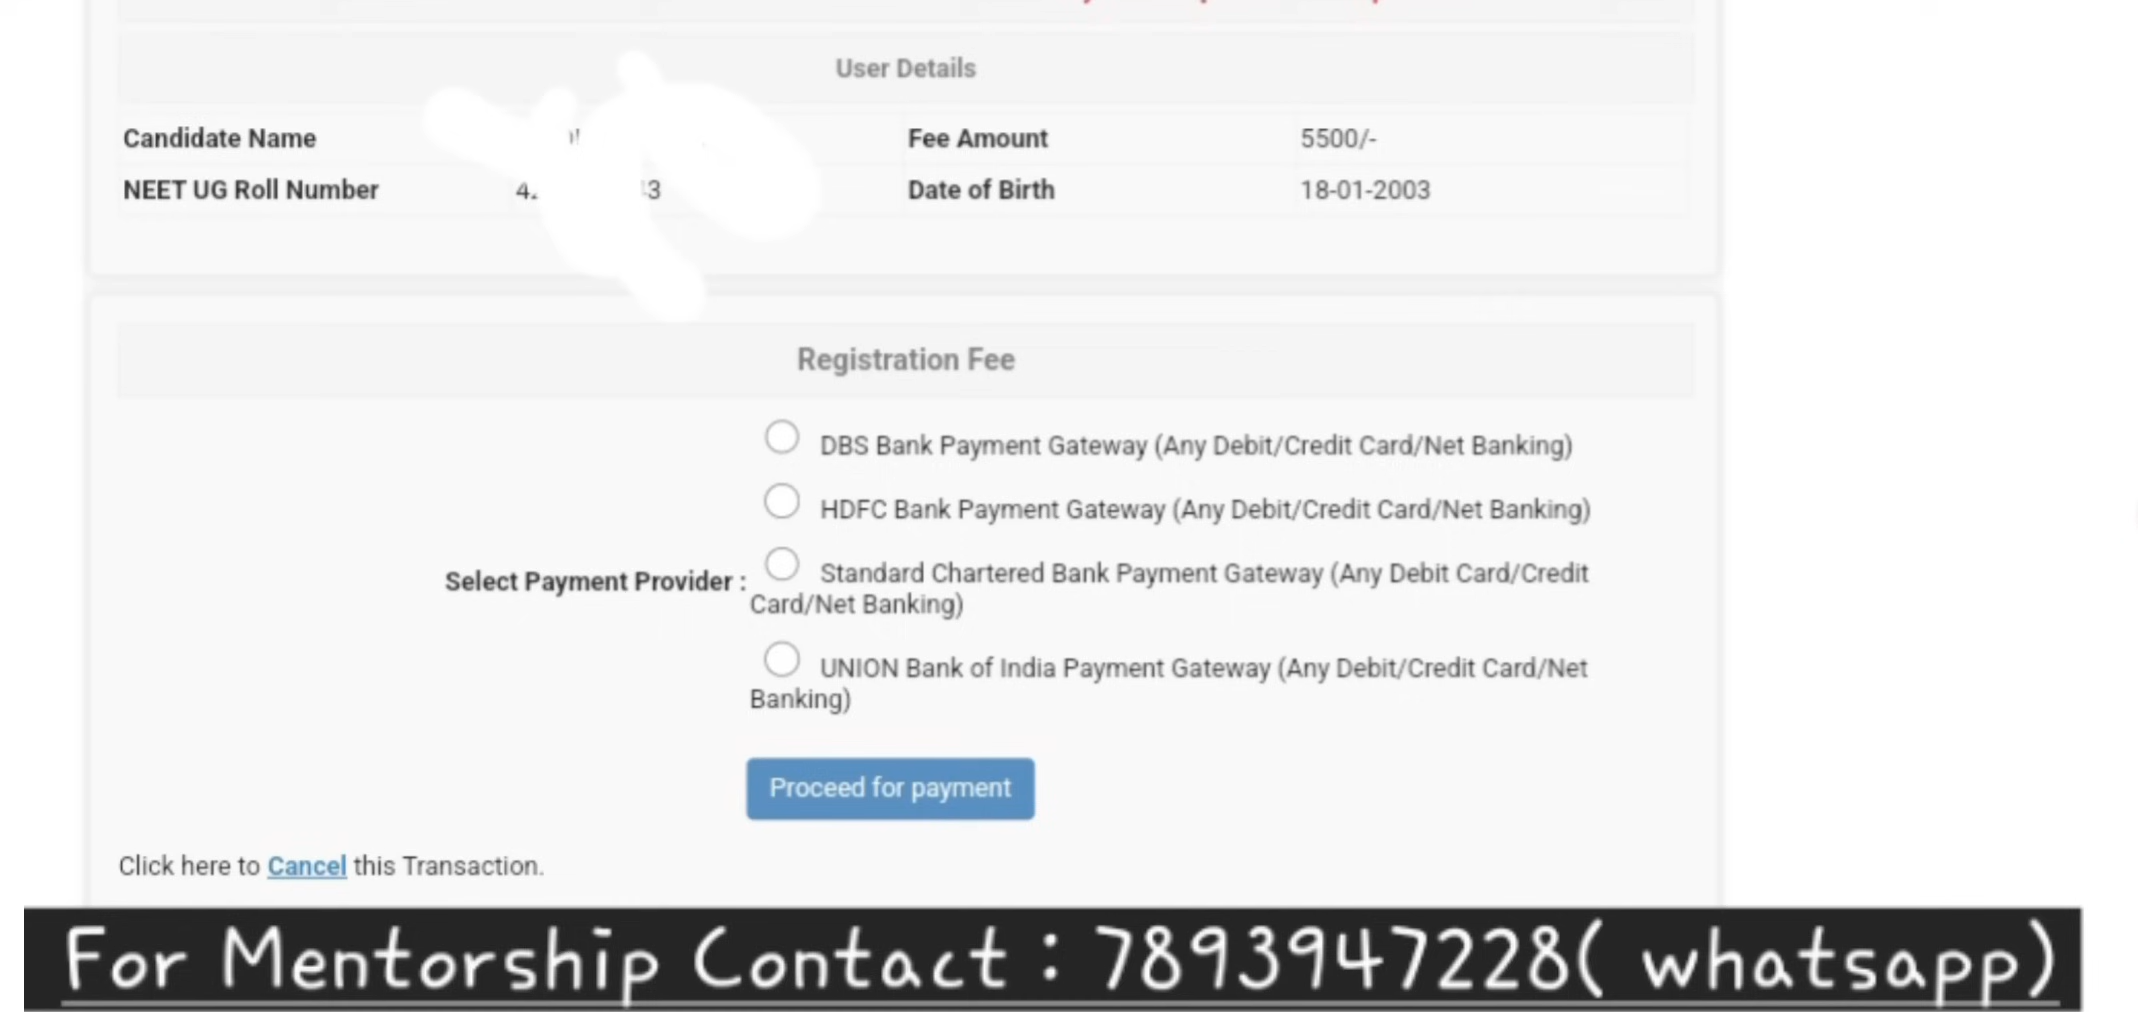 User Details
Candidate Name Fee Amount 5500/-
NEET UG Roll Number 4 3 Date of Birth 18-01-2003
Registration Fee
DBS Bank Payment Gateway (Any Debit/Credit Card/Net Banking)
HDFC Bank Payment Gateway (Any Debit/Credit Card/Net Banking)
Select Payment Provider : Standard Chartered Bank Payment Gateway (Any Debit Card/Credit
Card/Net Banking)
UNION Bank of India Payment Gateway (Any Debit/Credit Card/Net
Banking)
Proceed for payment
Click here to Cancel this Transaction.
For Mentorship Contact : 7893947228( whatsapp)